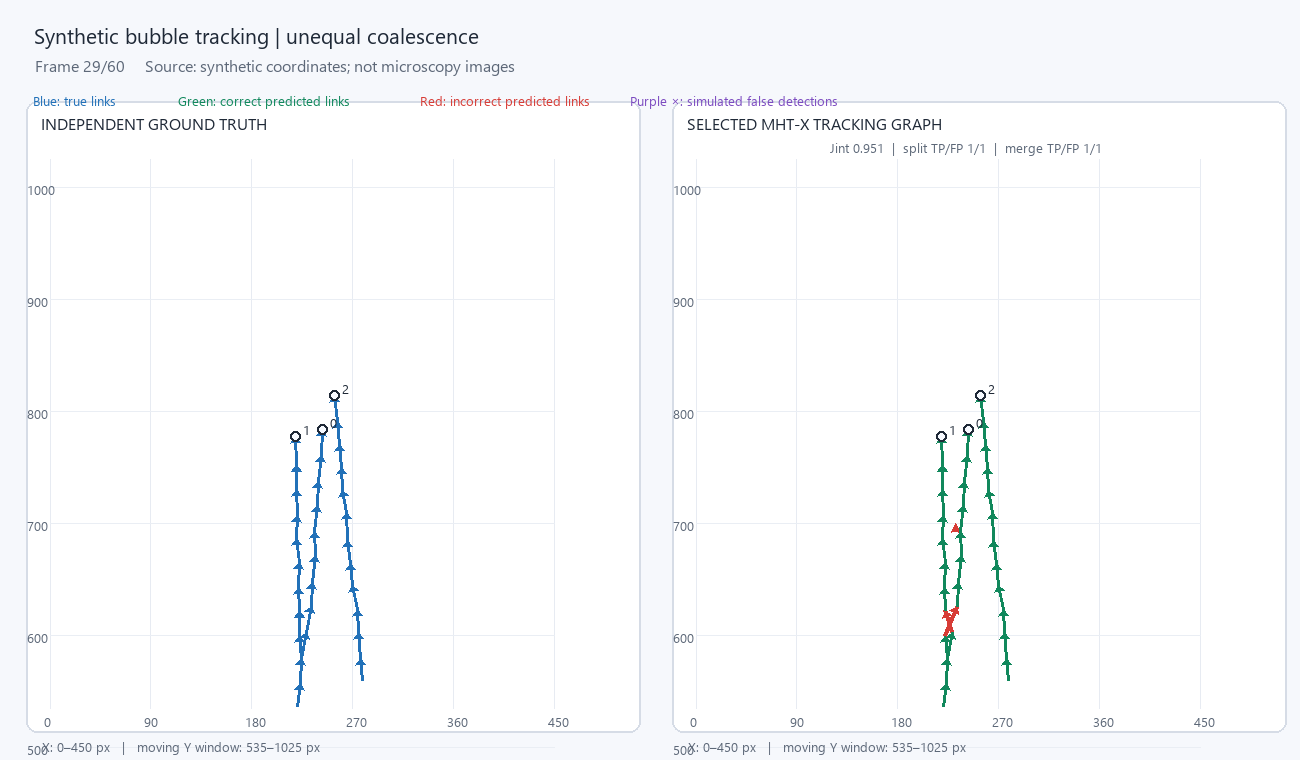 Synthetic bubble tracking | unequal coalescence
Frame 29/60 Source: synthetic coordinates; not microscopy images
Blue: true links Green: correct predicted links Red: incorrect predicted links Purple ×: simulated false detections
INDEPENDENT GROUND TRUTH
1000
900
800
700
600
500
2
1
0
0 90 180 270 360 450
X: 0–450 px | moving Y window: 535–1025 px
SELECTED MHT-X TRACKING GRAPH
Jint 0.951 | split TP/FP 1/1 | merge TP/FP 1/1
1000
900
800
700
600
500
2
1
0
0 90 180 270 360 450
X: 0–450 px | moving Y window: 535–1025 px